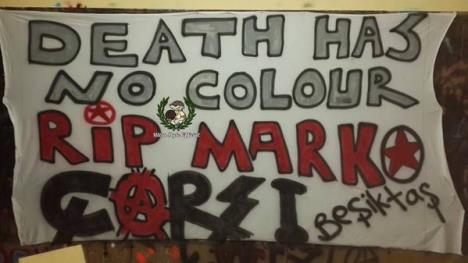 DEATH HAS
NO COLOUR
RIP MARKO
ÇARŞI
Beşiktaş